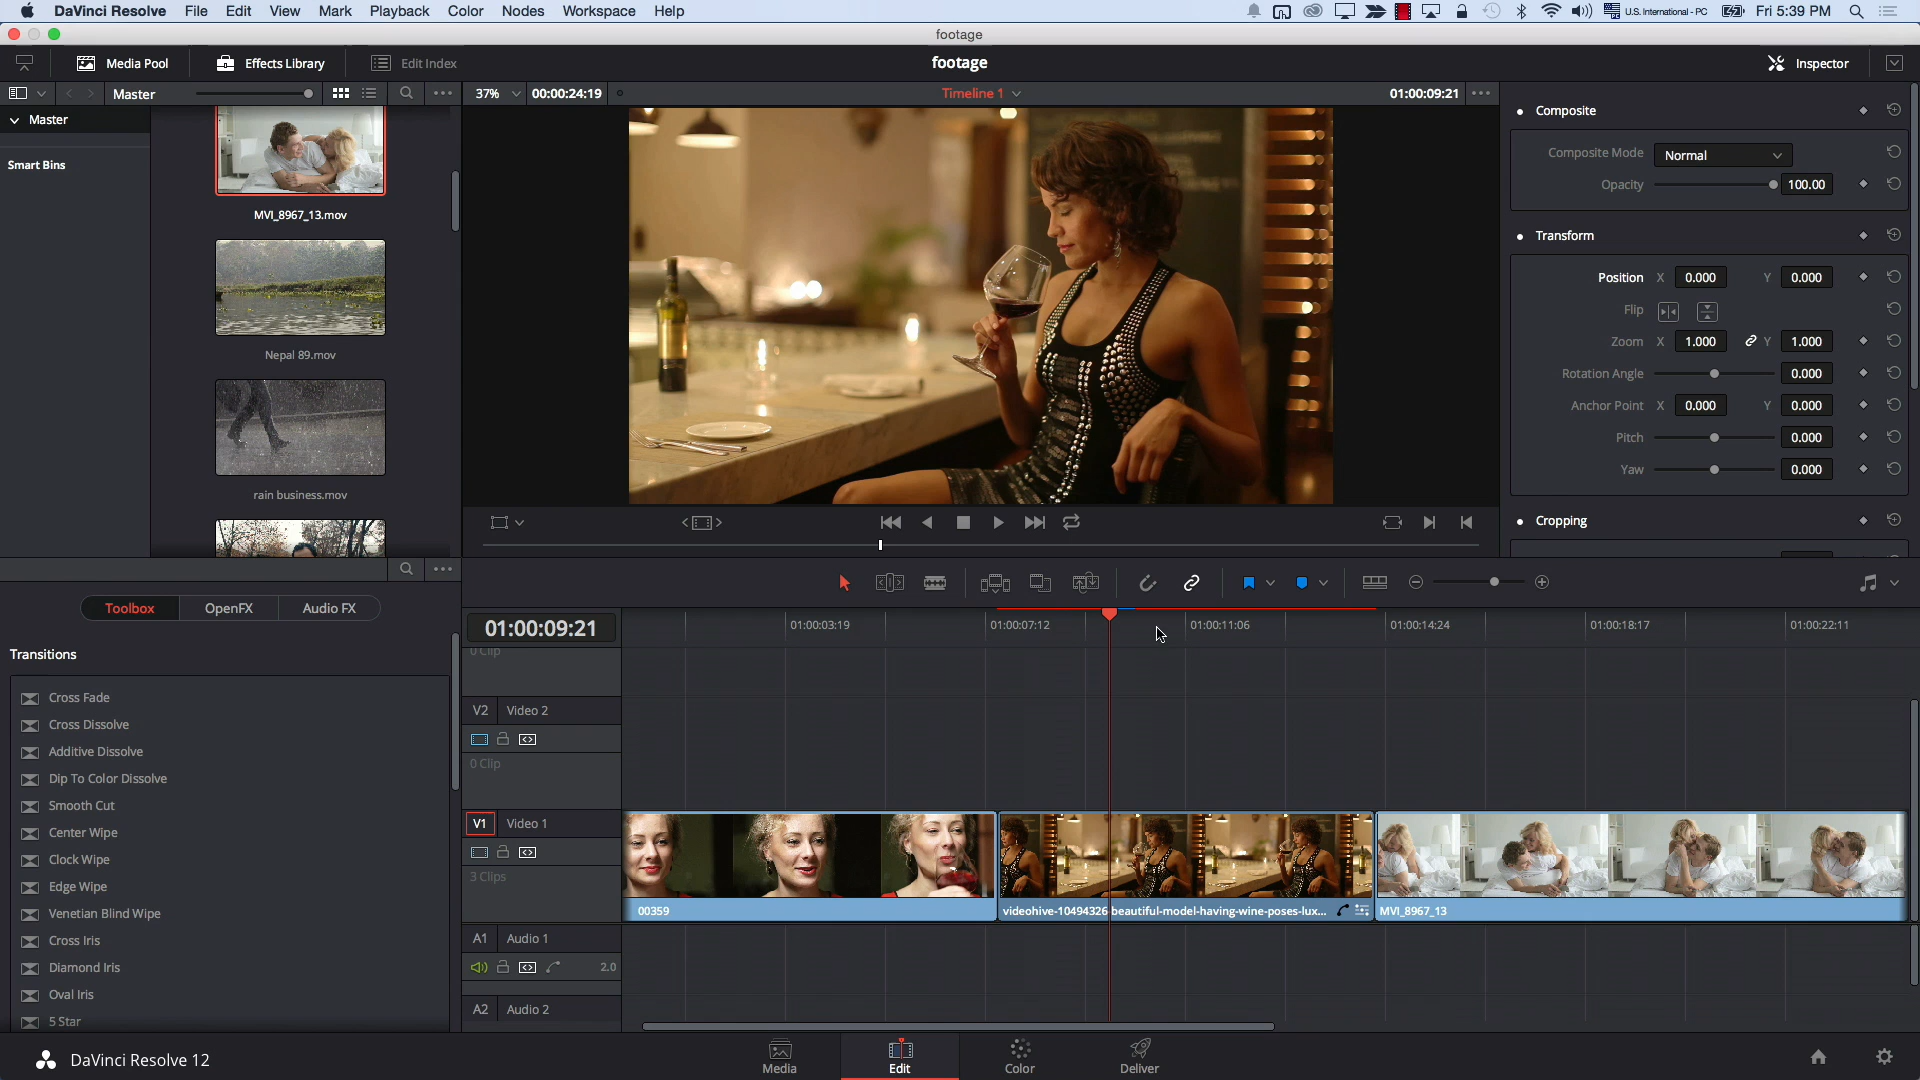 DaVinci Resolve File Edit View Mark Playback Color Nodes Workspace Help U.S. International - PC Fri 5:39 PM
footage
Media Pool Effects Library Edit Index footage Inspector
Master 37% 00:00:24:19 Timeline 1 01:00:09:21
Master
Smart Bins
MVI_8967_13.mov
Nepal 89.mov
rain business.mov
Composite
Composite Mode Normal
Opacity 100.00
Transform
Position X 0.000 Y 0.000
Flip
Zoom X 1.000 Y 1.000
Rotation Angle 0.000
Anchor Point X 0.000 Y 0.000
Pitch 0.000
Yaw 0.000
Cropping
Toolbox OpenFX Audio FX
Transitions
Cross Fade
Cross Dissolve
Additive Dissolve
Dip To Color Dissolve
Smooth Cut
Center Wipe
Clock Wipe
Edge Wipe
Venetian Blind Wipe
Cross Iris
Diamond Iris
Oval Iris
5 Star
01:00:09:21 01:00:03:19 01:00:07:12 01:00:11:06 01:00:14:24 01:00:18:17 01:00:22:11
0 Clip
V2 Video 2
0 Clip
V1 Video 1
3 Clips
00359 videohive-10494326-beautiful-model-having-wine-poses-lux... MVI_8967_13
A1 Audio 1
2.0
A2 Audio 2
DaVinci Resolve 12
Media Edit Color Deliver